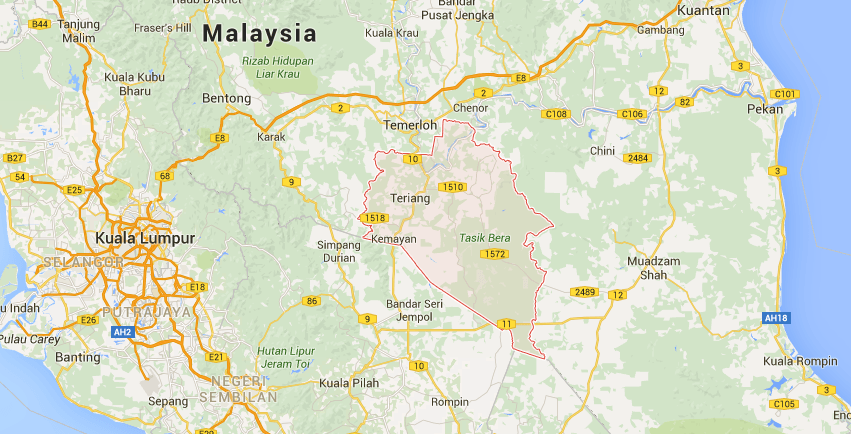 Raub District
Bandar
Pusat Jengka
Kuantan
B44
Tanjung
Malim
Fraser's Hill
Malaysia
Kuala Krau
Gambang
Rizab Hidupan
Liar Krau
E8
3
Kuala Kubu
Bharu
Bentong
2
2
12
82
C101
Chenor
C108
C106
Pekan
Temerloh
Karak
E8
B27
10
Chini
2484
54
68
E25
9
1510
3
Teriang
1518
Kuala Lumpur
Kemayan
Tasik Bera
Simpang
Durian
1572
SELANGOR
Muadzam
Shah
E18
2489
12
86
Bandar Seri
Jempol
u Indah
PUTRAJAYA
E26
AH2
9
11
AH18
Pulau Carey
Banting
E21
Hutan Lipur
Jeram Toi
10
Kuala Rompin
Kuala Pilah
NEGERI
SEMBILAN
3
Sepang
Rompin
C105
E29